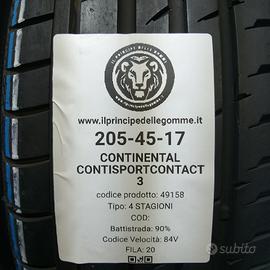 IL PRINCIPE DELLE GOMME
www.ilprincipedellegomme.it
205-45-17
CONTINENTAL
CONTISPORTCONTACT
3
codice prodotto: 49158
Tipo: 4 STAGIONI
COD:
Battistrada: 90%
Codice Velocità: 84V
FILA: 20
subito